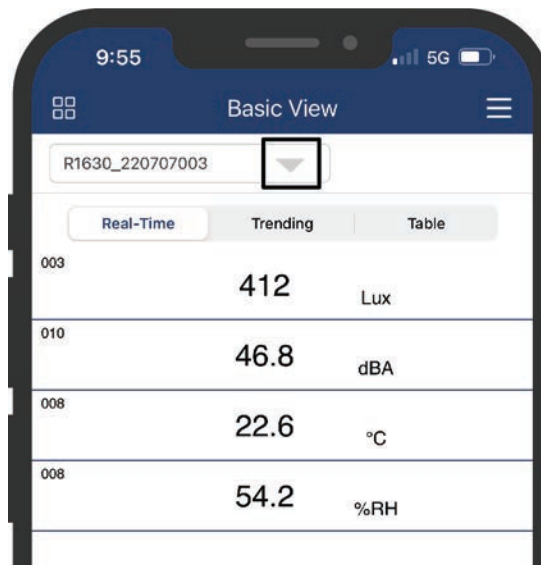 9:55 5G
Basic View
R1630_220707003
Real-Time Trending Table
003
412 Lux
010
46.8 dBA
008
22.6 °C
008
54.2 %RH